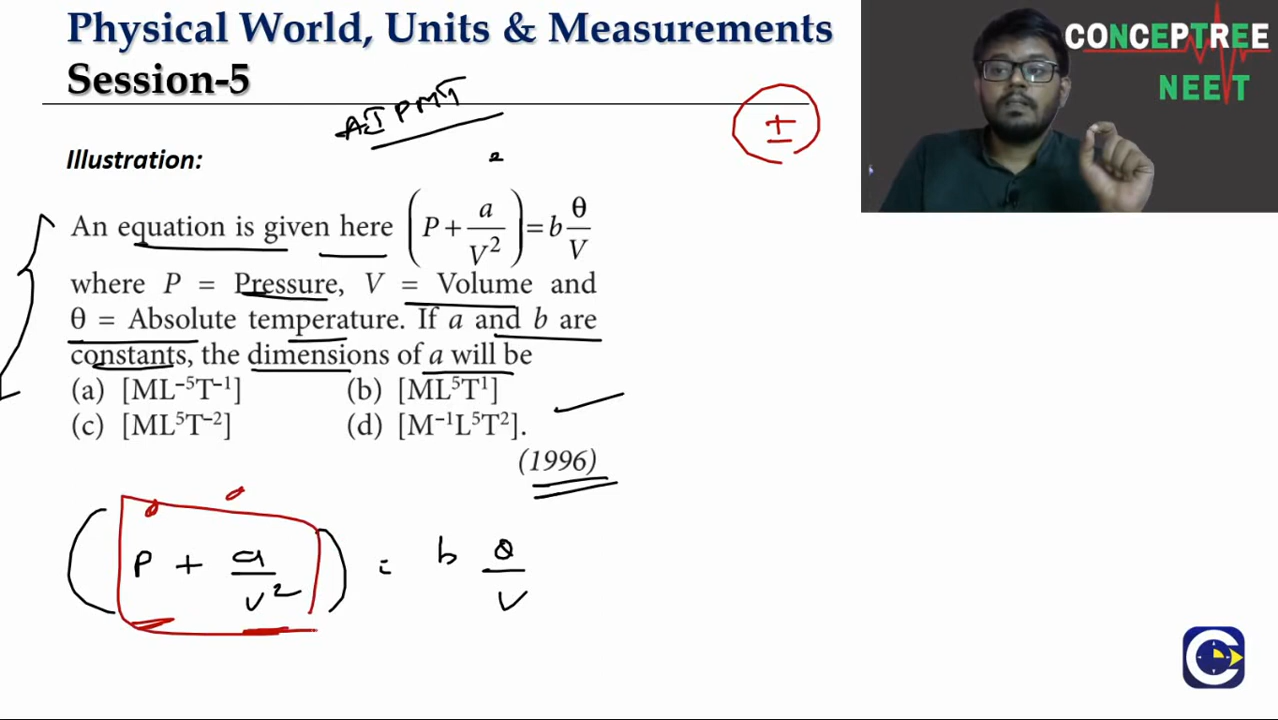 Physical World, Units & Measurements
Session-5
CONCEPTREE
NEET
AIPMT
±
Illustration:
2
An equation is given here (P + a/V²) = b θ/V
where P = Pressure, V = Volume and
θ = Absolute temperature. If a and b are
constants, the dimensions of a will be
(a) [ML⁻⁵T⁻¹] (b) [ML⁵T¹]
(c) [ML⁵T⁻²] (d) [M⁻¹L⁵T²].
(1996)
(P + a/v²) = b θ/v